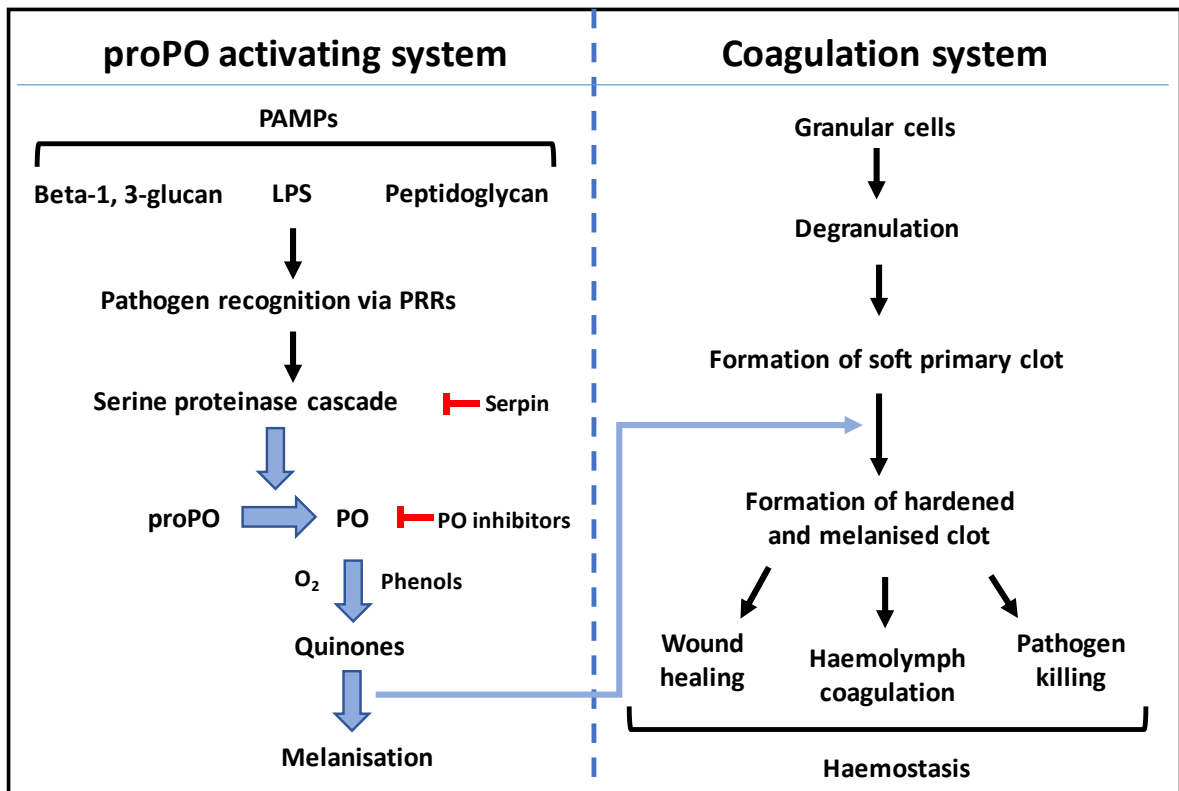 proPO activating system
PAMPs
Beta-1, 3-glucan
LPS
Peptidoglycan
Pathogen recognition via PRRs
Serine proteinase cascade
Serpin
proPO
PO
PO inhibitors
O₂
Phenols
Quinones
Melanisation
Coagulation system
Granular cells
Degranulation
Formation of soft primary clot
Formation of hardened
and melanised clot
Wound
healing
Haemolymph
coagulation
Pathogen
killing
Haemostasis